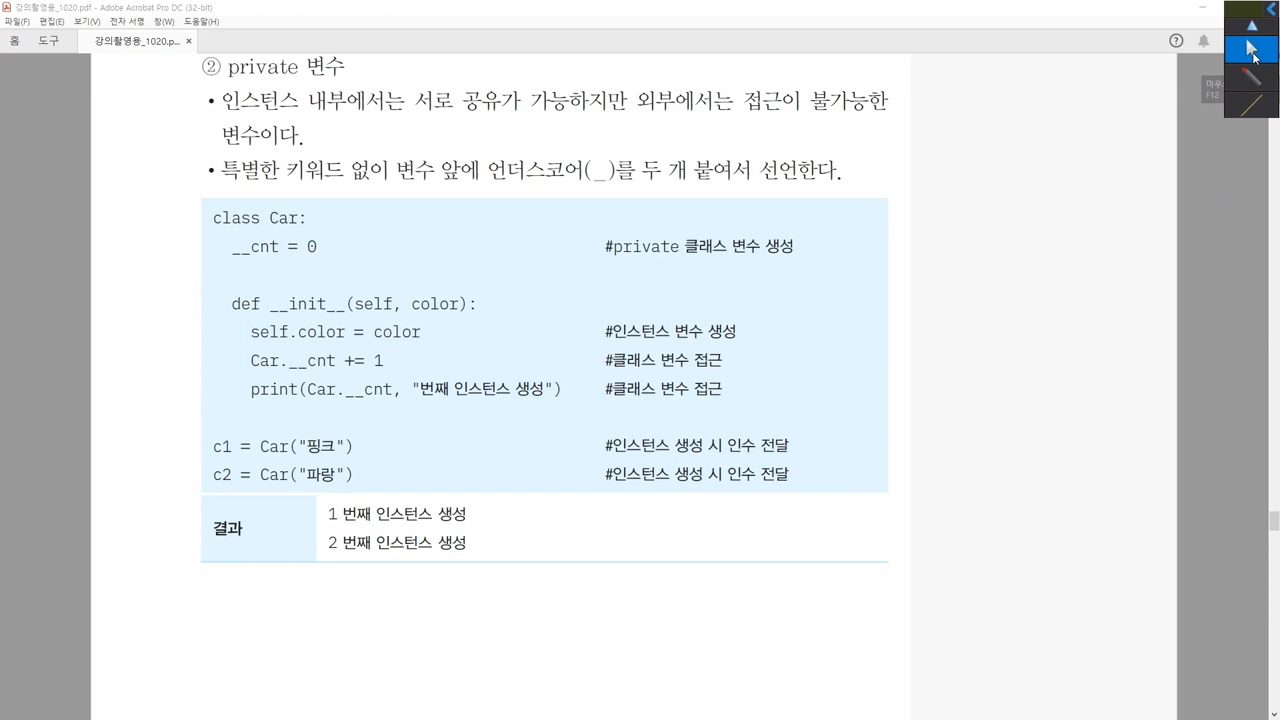 강의촬영용_1020.pdf - Adobe Acrobat Pro DC (32-bit)
파일(F) 편집(E) 보기(V) 전자 서명 창(W) 도움말(H)
홈 도구 강의촬영용_1020.p... ×
② private 변수
• 인스턴스 내부에서는 서로 공유가 가능하지만 외부에서는 접근이 불가능한
변수이다.
• 특별한 키워드 없이 변수 앞에 언더스코어(_)를 두 개 붙여서 선언한다.
class Car:
__cnt = 0 #private 클래스 변수 생성
def __init__(self, color):
self.color = color #인스턴스 변수 생성
Car.__cnt += 1 #클래스 변수 접근
print(Car.__cnt, "번째 인스턴스 생성") #클래스 변수 접근
c1 = Car("핑크") #인스턴스 생성 시 인수 전달
c2 = Car("파랑") #인스턴스 생성 시 인수 전달
결과
1 번째 인스턴스 생성
2 번째 인스턴스 생성
마우
F12